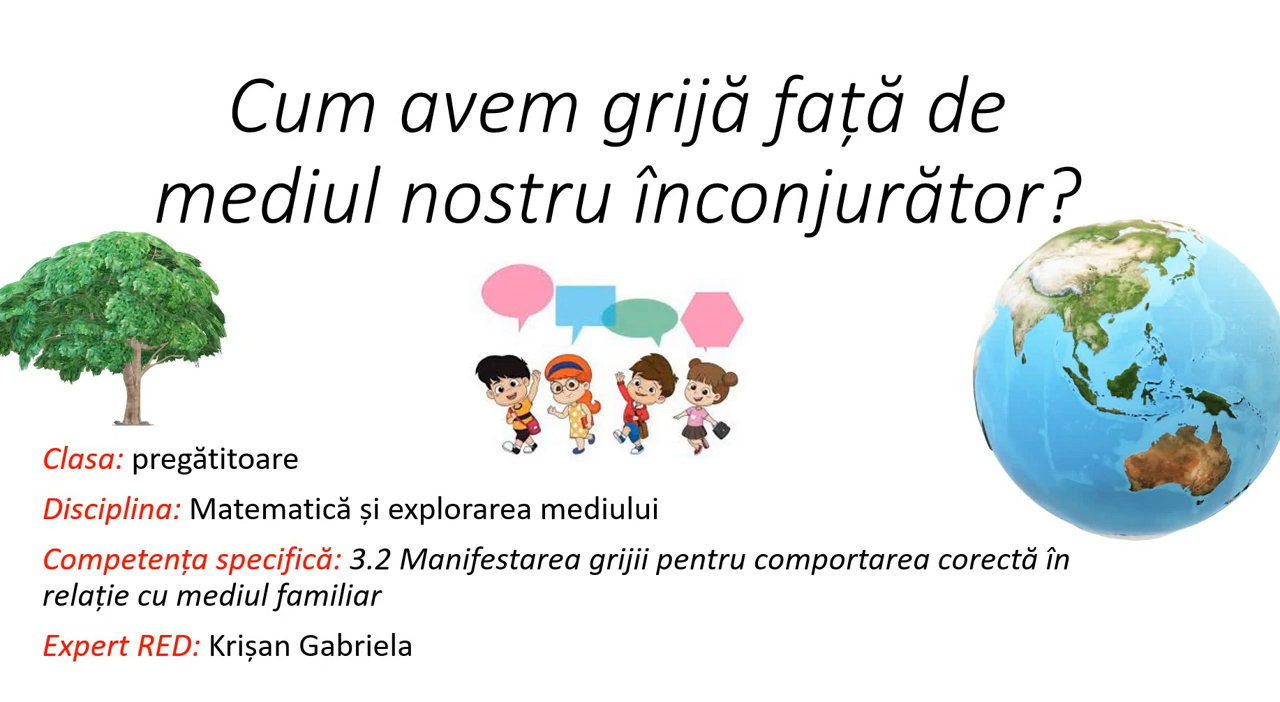 Cum avem grijă față de
mediul nostru înconjurător?
Clasa: pregătitoare
Disciplina: Matematică și explorarea mediului
Competența specifică: 3.2 Manifestarea grijii pentru comportarea corectă în
relație cu mediul familiar
Expert RED: Krișan Gabriela